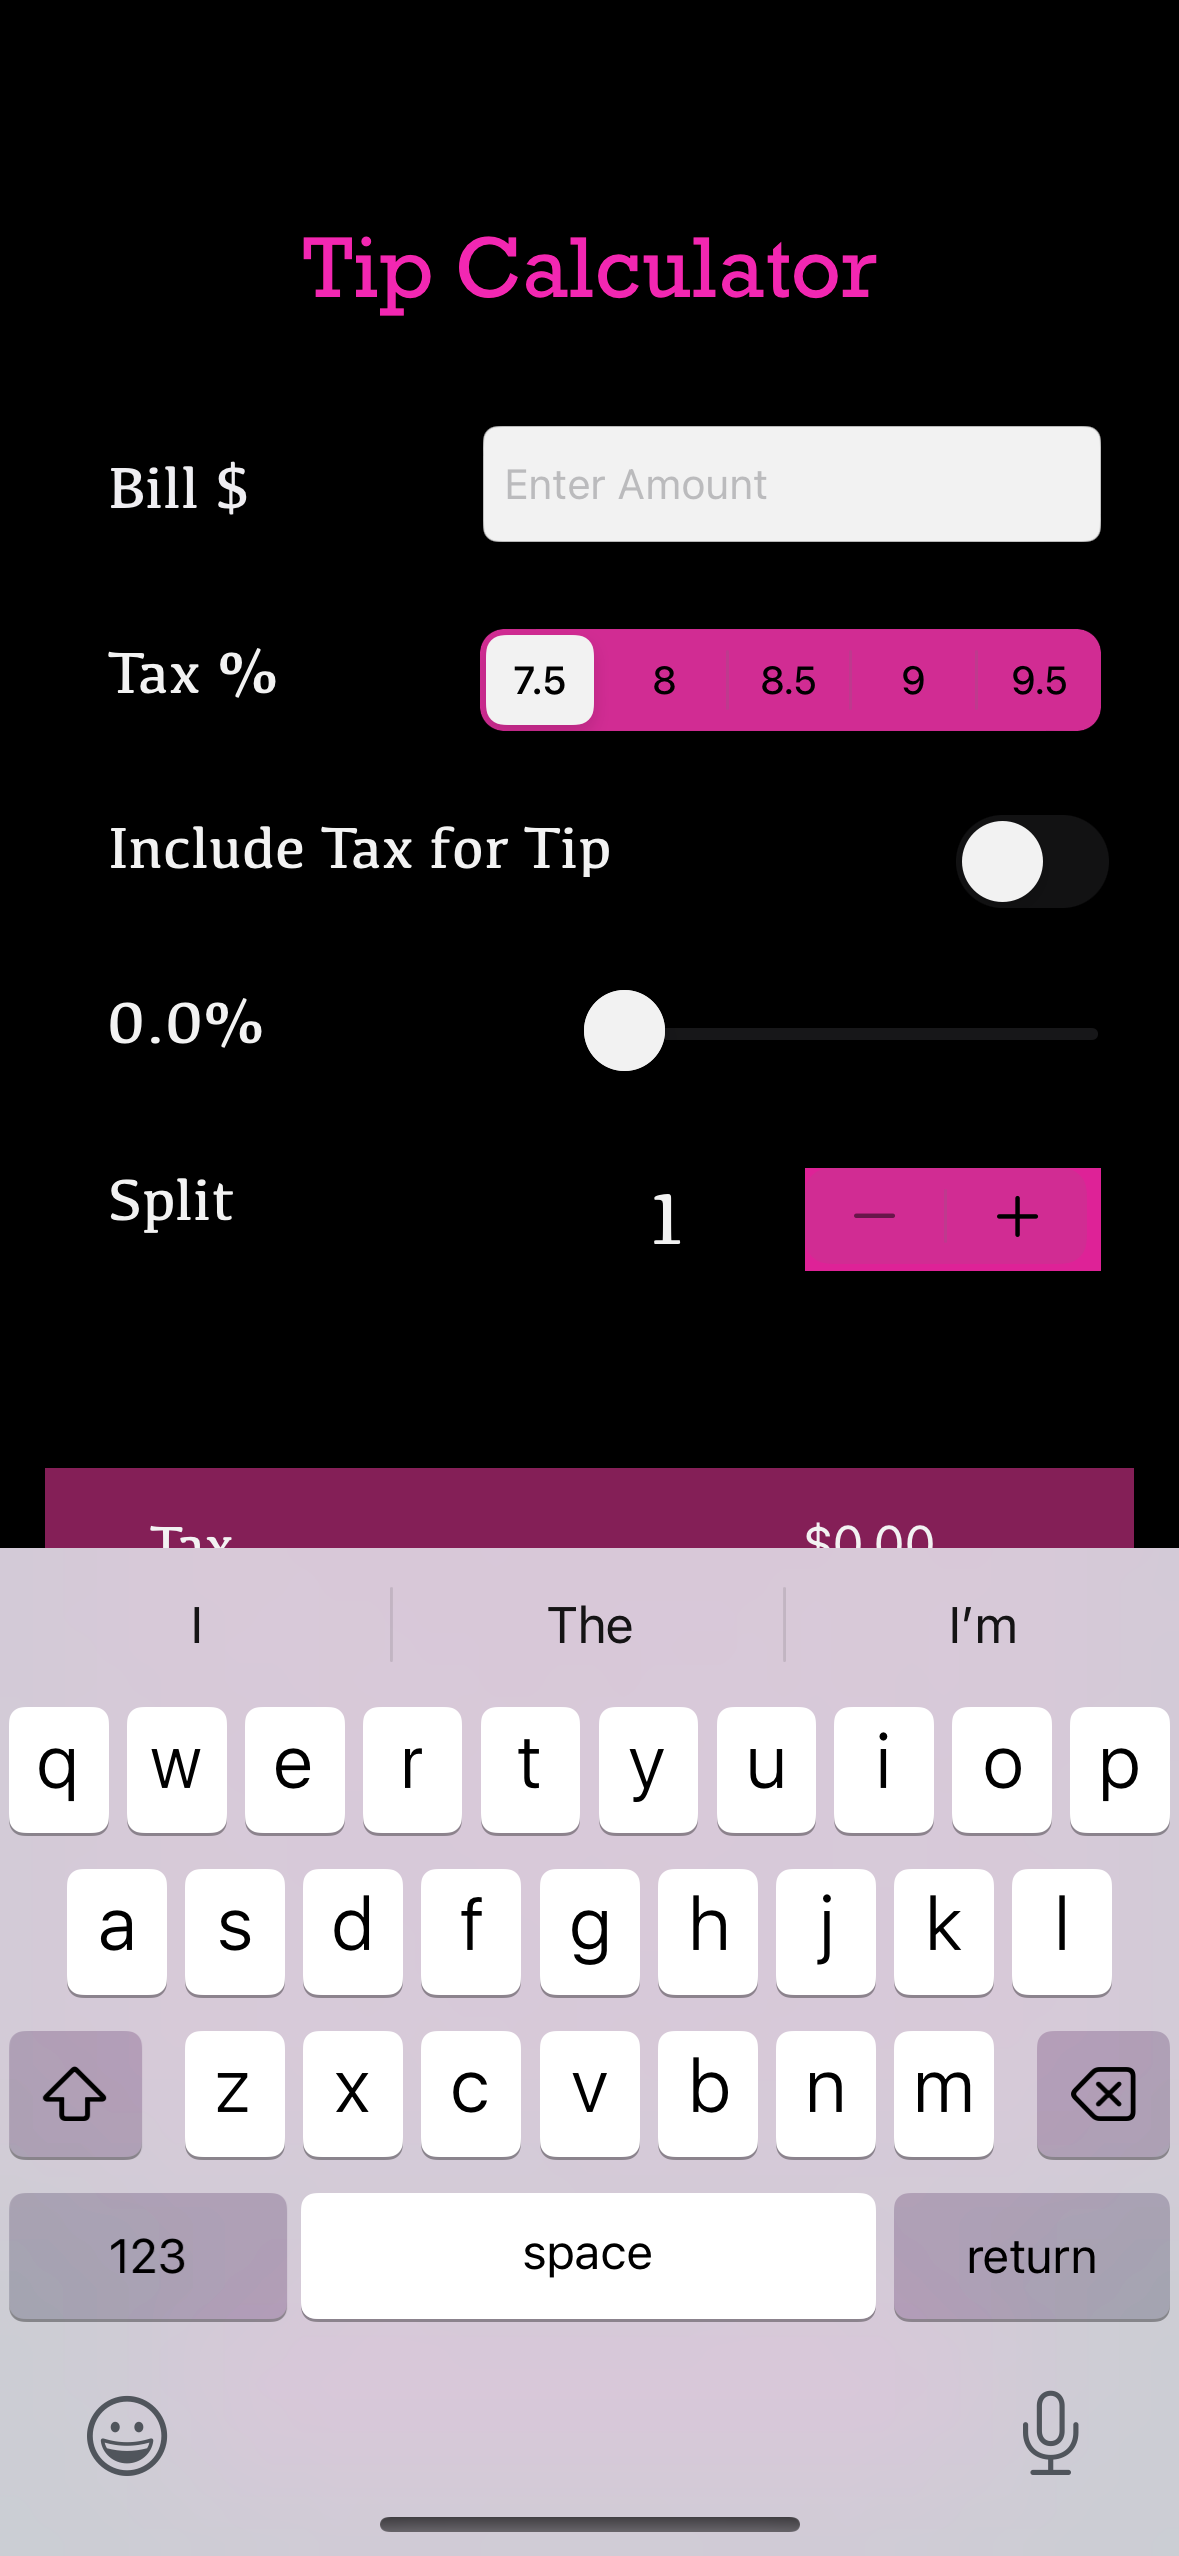 Tip Calculator
Bill $ Enter Amount
Tax % 7.5 8 8.5 9 9.5
Include Tax for Tip
0.0%
Split 1 − +
Tax $0.00
I The I’m
q w e r t y u i o p
a s d f g h j k l
z x c v b n m
123 space return